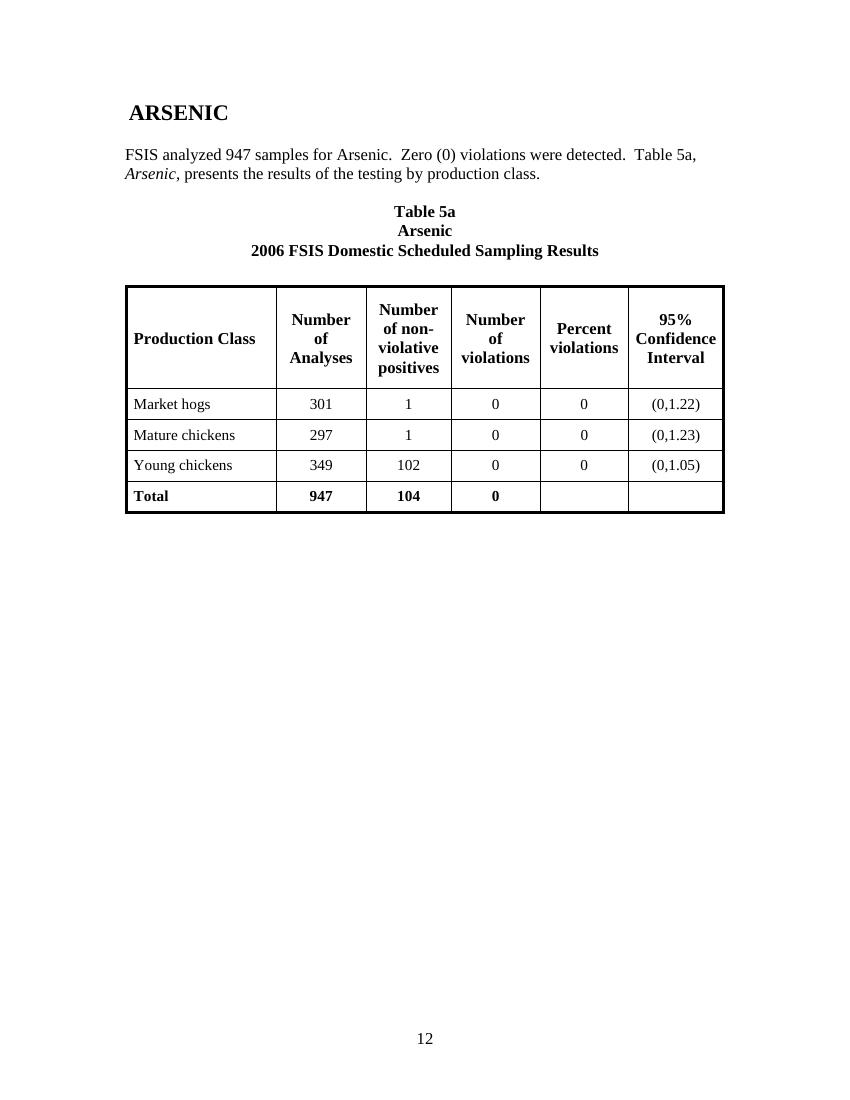 ARSENIC
FSIS analyzed 947 samples for Arsenic.  Zero (0) violations were detected.  Table 5a,
Arsenic, presents the results of the testing by production class.
Table 5a
Arsenic
2006 FSIS Domestic Scheduled Sampling Results
Production Class
Number
of
Analyses
Number
of non-
violative
positives
Number
of
violations
Percent
violations
95%
Confidence
Interval
Market hogs 301 1 0 0 (0,1.22)
Mature chickens 297 1 0 0 (0,1.23)
Young chickens 349 102 0 0 (0,1.05)
Total 947 104 0
12